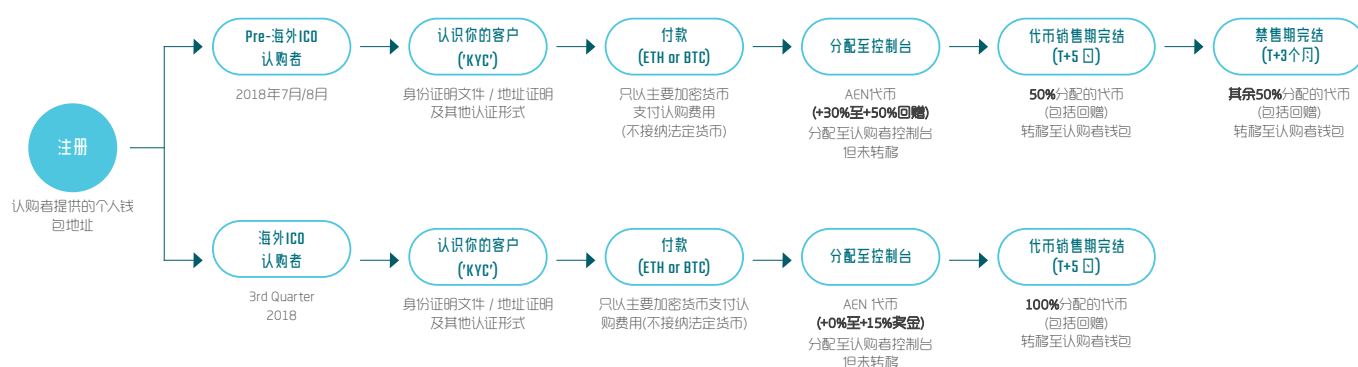 注册
认购者提供的个人钱
包地址
Pre-海外ICO
认购者
2018年7月/8月
认识你的客户
('KYC')
身份证明文件 / 地址证明
及其他认证形式
付款
(ETH or BTC)
只以主要加密货币
支付认购费用
(不接纳法定货币)
分配至控制台
AEN代币
(+30%至+50%回赠)
分配至认购者控制台
但未转移
代币销售期完结
(T+5 日)
50%分配的代币
(包括回赠)
转移至认购者钱包
禁售期完结
(T+3个月)
其余50%分配的代币
(包括回赠)
转移至认购者钱包
海外ICO
认购者
3rd Quarter
2018
认识你的客户
('KYC')
身份证明文件 / 地址证明
及其他认证形式
付款
(ETH or BTC)
只以主要加密货币支付认
购费用(不接纳法定货币)
分配至控制台
AEN 代币
(+0%至+15%奖金)
分配至认购者控制台
但未转移
代币销售期完结
(T+5 日)
100%分配的代币
(包括回赠)
转移至认购者钱包